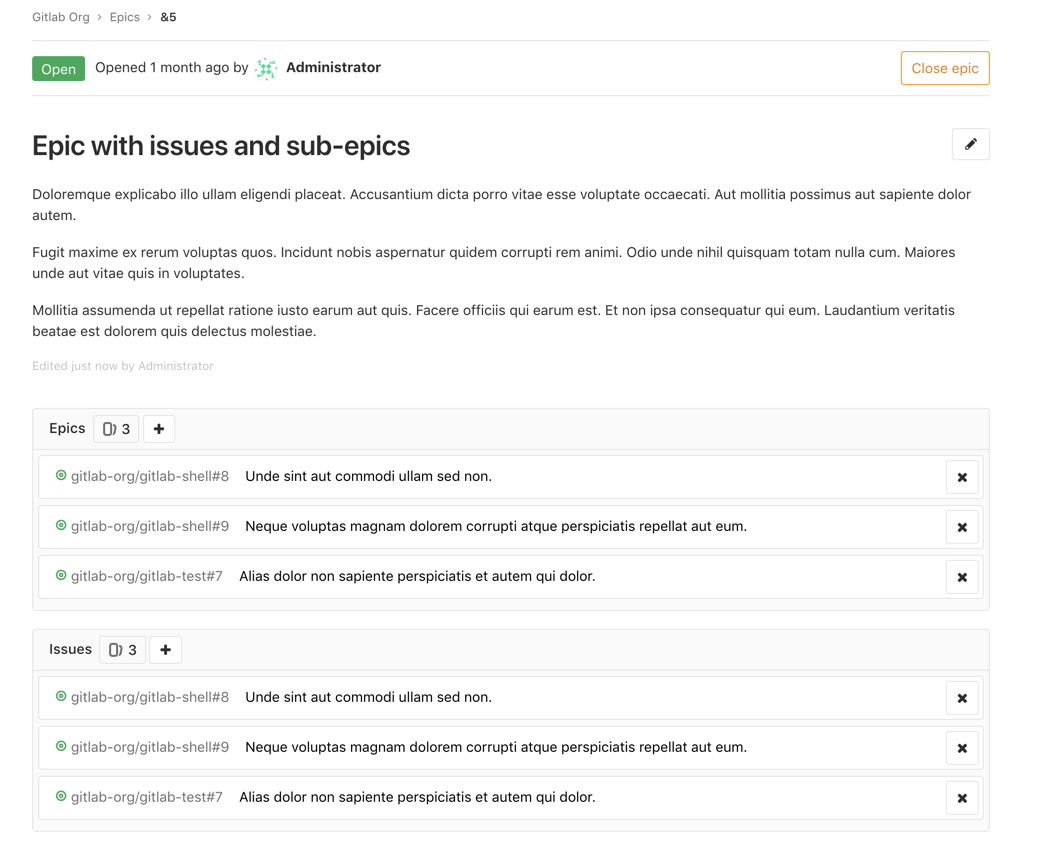 Gitlab Org > Epics > &5
Open Opened 1 month ago by Administrator Close epic
Epic with issues and sub-epics
Doloremque explicabo illo ullam eligendi placeat. Accusantium dicta porro vitae esse voluptate occaecati. Aut mollitia possimus aut sapiente dolor
autem.
Fugit maxime ex rerum voluptas quos. Incidunt nobis aspernatur quidem corrupti rem animi. Odio unde nihil quisquam totam nulla cum. Maiores
unde aut vitae quis in voluptates.
Mollitia assumenda ut repellat ratione iusto earum aut quis. Facere officiis qui earum est. Et non ipsa consequatur qui eum. Laudantium veritatis
beatae est dolorem quis delectus molestiae.
Edited just now by Administrator
Epics 3
gitlab-org/gitlab-shell#8 Unde sint aut commodi ullam sed non.
gitlab-org/gitlab-shell#9 Neque voluptas magnam dolorem corrupti atque perspiciatis repellat aut eum.
gitlab-org/gitlab-test#7 Alias dolor non sapiente perspiciatis et autem qui dolor.
Issues 3
gitlab-org/gitlab-shell#8 Unde sint aut commodi ullam sed non.
gitlab-org/gitlab-shell#9 Neque voluptas magnam dolorem corrupti atque perspiciatis repellat aut eum.
gitlab-org/gitlab-test#7 Alias dolor non sapiente perspiciatis et autem qui dolor.